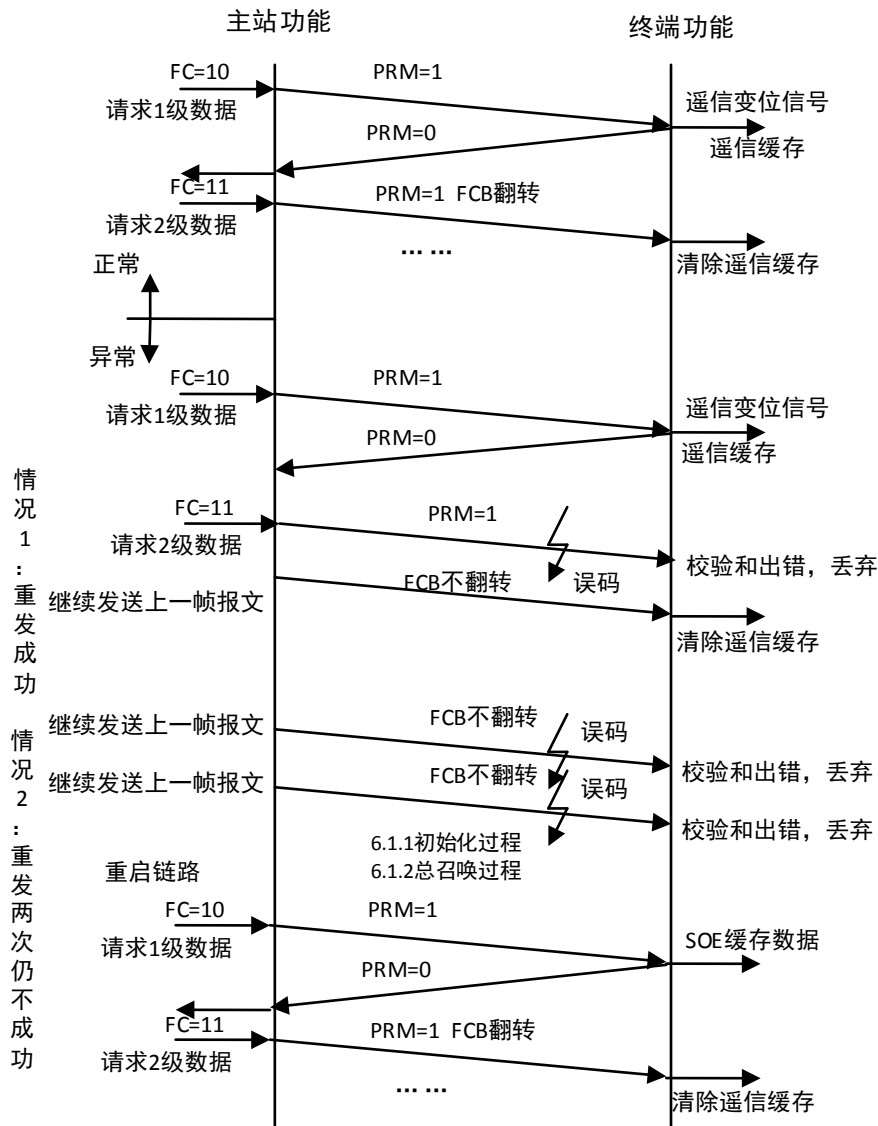 主站功能
终端功能
FC=10
PRM=1
请求1级数据
遥信变位信号
PRM=0
遥信缓存
FC=11
PRM=1 FCB翻转
请求2级数据
... ...
清除遥信缓存
正常
异常
FC=10
PRM=1
请求1级数据
遥信变位信号
PRM=0
遥信缓存
情况1:重发成功
FC=11
PRM=1
请求2级数据
校验和出错，丢弃
FCB不翻转
误码
继续发送上一帧报文
清除遥信缓存
情况2:重发两次仍不成功
继续发送上一帧报文
FCB不翻转
误码
校验和出错，丢弃
继续发送上一帧报文
FCB不翻转
误码
校验和出错，丢弃
6.1.1初始化过程
6.1.2总召唤过程
重启链路
FC=10
PRM=1
请求1级数据
SOE缓存数据
PRM=0
FC=11
PRM=1 FCB翻转
请求2级数据
... ...
清除遥信缓存